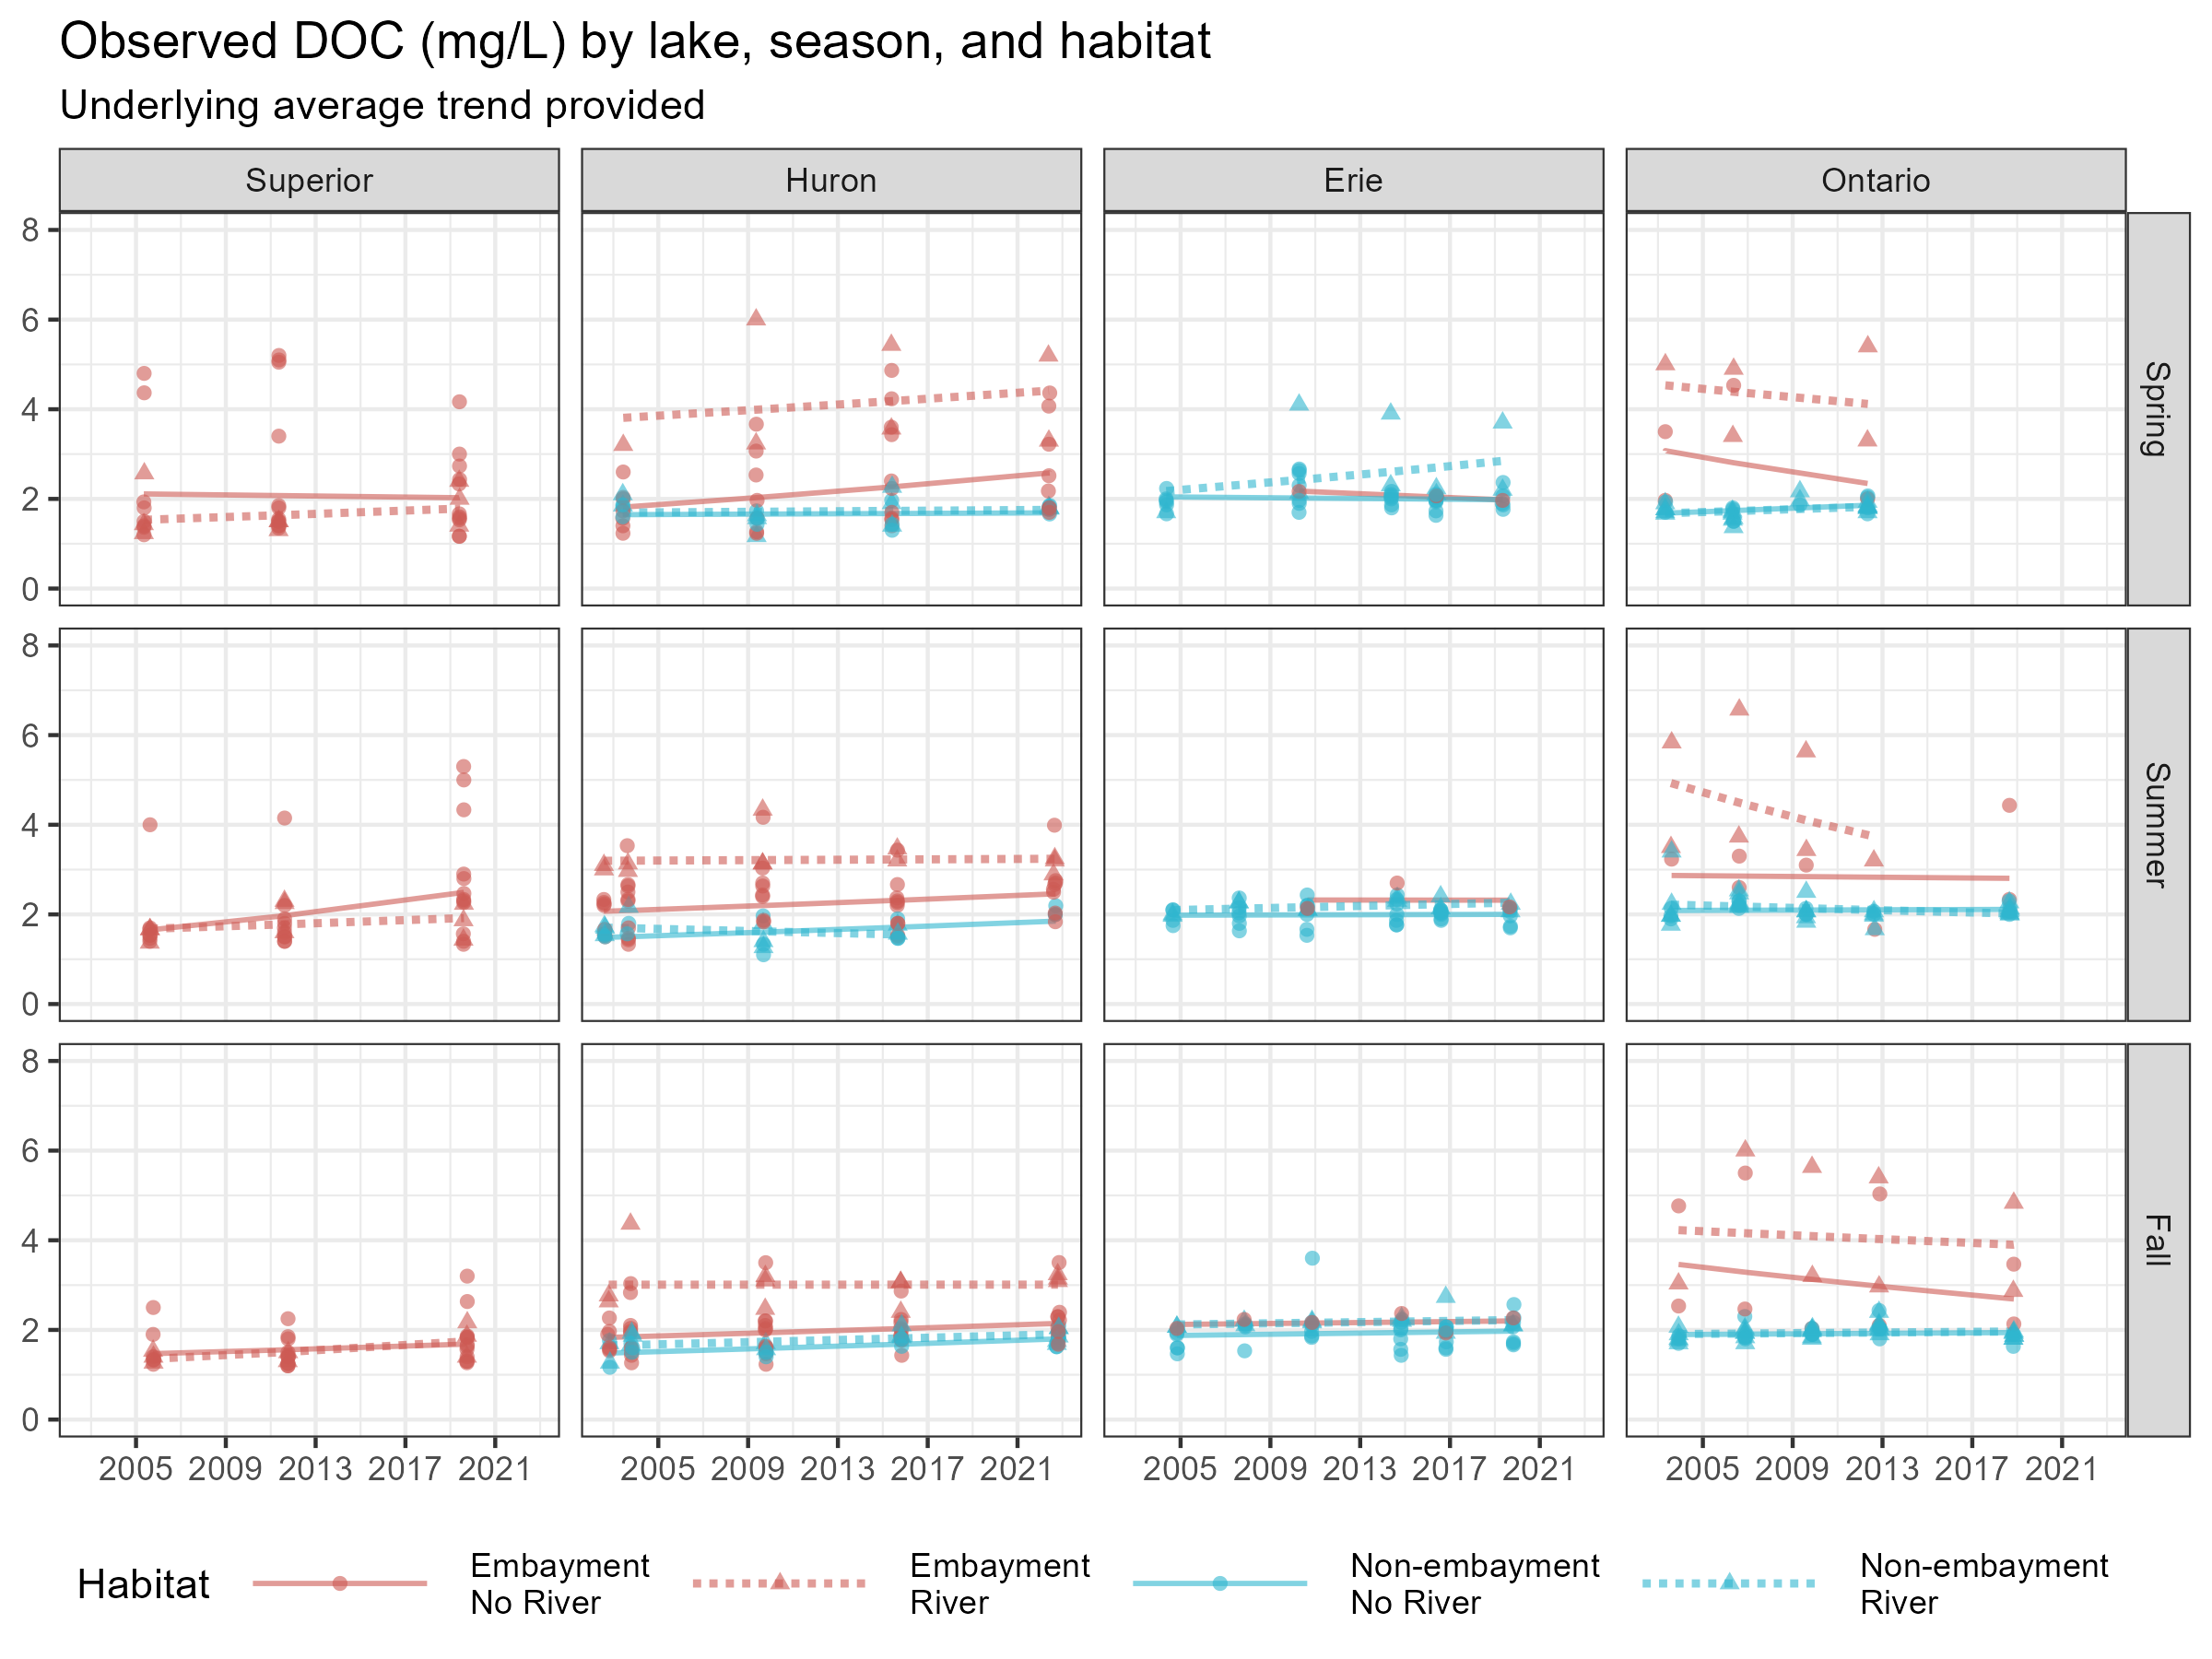 Observed DOC (mg/L) by lake, season, and habitat
Underlying average trend provided
Superior
Huron
Erie
Ontario
8
6
4
2
0
Spring
8
6
4
2
0
Summer
8
6
4
2
0
Fall
2005 2009 2013 2017 2021
2005 2009 2013 2017 2021
2005 2009 2013 2017 2021
2005 2009 2013 2017 2021
Habitat
Embayment
No River
Embayment
River
Non-embayment
No River
Non-embayment
River